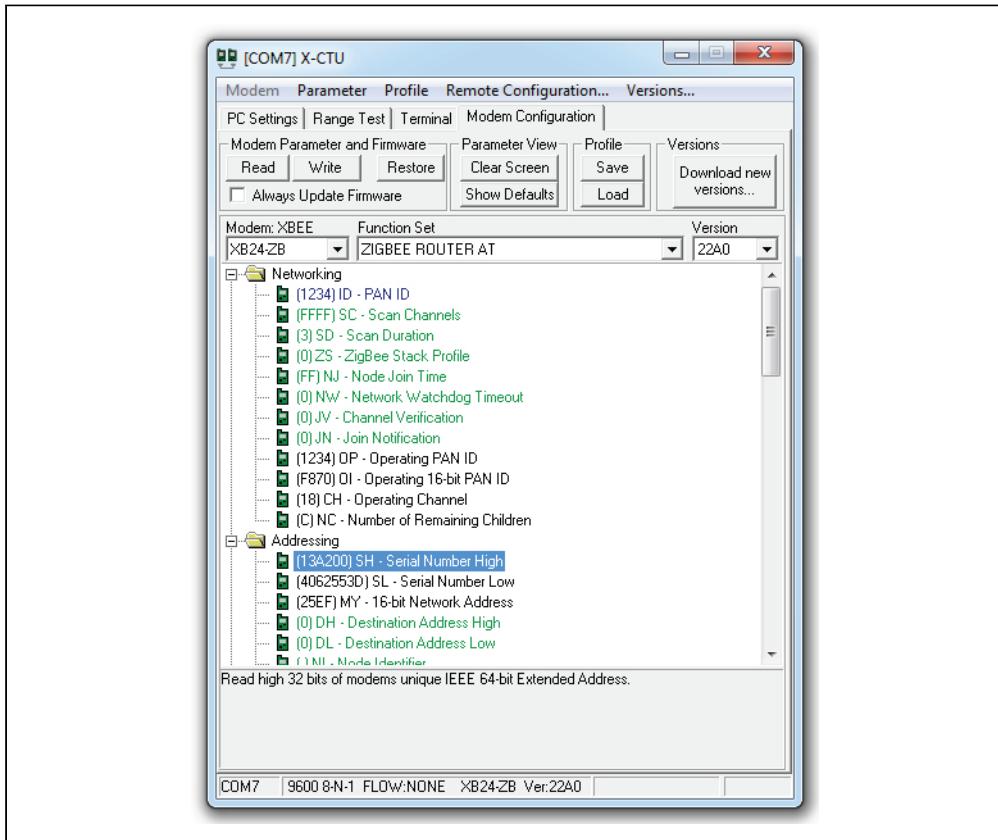 [COM7] X-CTU
Modem Parameter Profile Remote Configuration... Versions...
PC Settings Range Test Terminal Modem Configuration
Modem Parameter and Firmware Parameter View Profile Versions
Read Write Restore Clear Screen Save Download new versions...
Always Update Firmware Show Defaults Load
Modem: XBEE Function Set Version
XB24-ZB ZIGBEE ROUTER AT 22A0
Networking
(1234) ID - PAN ID
(FFFF) SC - Scan Channels
(3) SD - Scan Duration
(0) ZS - ZigBee Stack Profile
(FF) NJ - Node Join Time
(0) NW - Network Watchdog Timeout
(0) JV - Channel Verification
(0) JN - Join Notification
(1234) OP - Operating PAN ID
(F870) OI - Operating 16-bit PAN ID
(18) CH - Operating Channel
(C) NC - Number of Remaining Children
Addressing
(13A200) SH - Serial Number High
(4062553D) SL - Serial Number Low
(25EF) MY - 16-bit Network Address
(0) DH - Destination Address High
(0) DL - Destination Address Low
( ) NI - Node Identifier
Read high 32 bits of modems unique IEEE 64-bit Extended Address.
COM7 9600 8-N-1 FLOW:NONE XB24-ZB Ver:22A0